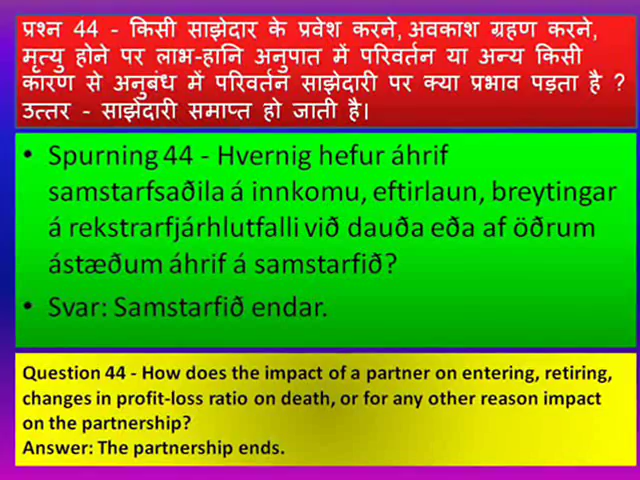 प्रश्न 44 - किसी साझेदार के प्रवेश करने, अवकाश ग्रहण करने,
मृत्यु होने पर लाभ-हानि अनुपात में परिवर्तन या अन्य किसी
कारण से अनुबंध में परिवर्तन साझेदारी पर क्या प्रभाव पड़ता है ?
उत्तर - साझेदारी समाप्त हो जाती है।
• Spurning 44 - Hvernig hefur áhrif
samstarfsaðila á innkomu, eftirlaun, breytingar
á rekstrarfjárhlutfalli við dauða eða af öðrum
ástæðum áhrif á samstarfið?
• Svar: Samstarfið endar.
Question 44 - How does the impact of a partner on entering, retiring,
changes in profit-loss ratio on death, or for any other reason impact
on the partnership?
Answer: The partnership ends.